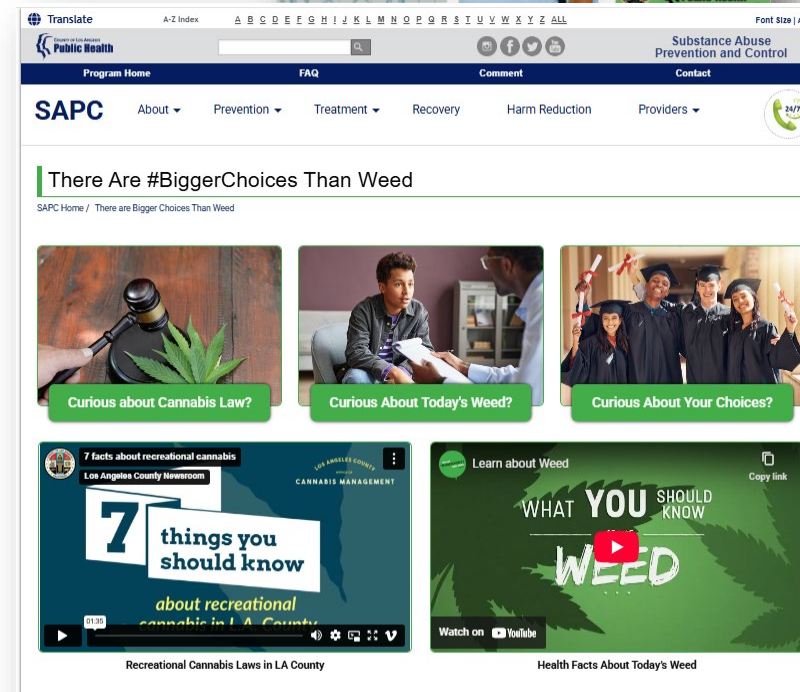 Translate
A-Z Index
A B C D E F G H I J K L M N O P Q R S T U V W X Y Z ALL
Font Size |
COUNTY OF LOS ANGELES
Public Health
Substance Abuse
Prevention and Control
Program Home FAQ Comment Contact
SAPC About Prevention Treatment Recovery Harm Reduction Providers
24/7
There Are #BiggerChoices Than Weed
SAPC Home / There are Bigger Choices Than Weed
Curious about Cannabis Law?
Curious About Today's Weed?
Curious About Your Choices?
7 facts about recreational cannabis
Los Angeles County Newsroom
LOS ANGELES COUNTY
CANNABIS MANAGEMENT
7 things you
should know
about recreational
cannabis in L.A. County
01:35
Recreational Cannabis Laws in LA County
Learn about Weed
Copy link
WHAT YOU SHOULD
KNOW
WEED
Watch on YouTube
Health Facts About Today's Weed